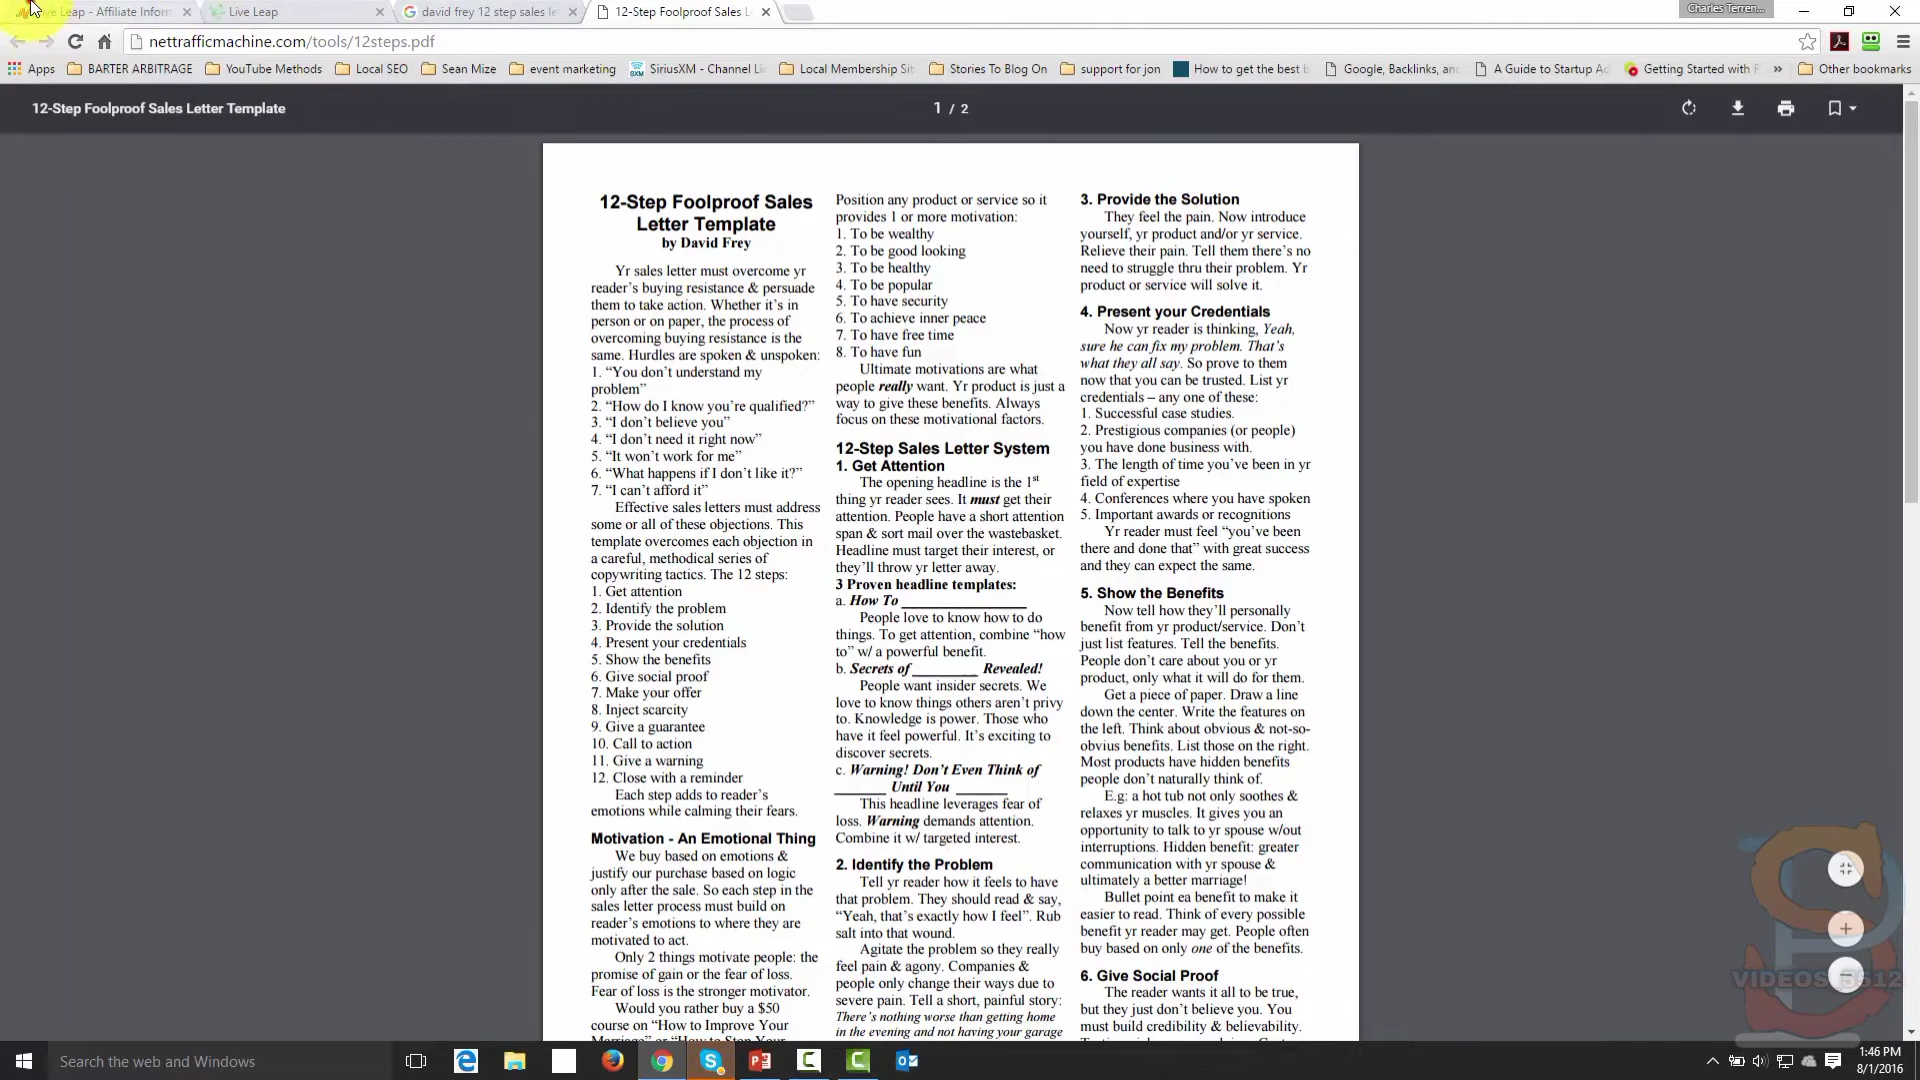 Leap - Affiliate Inform
Live Leap
david frey 12 step sales le
12-Step Foolproof Sales L
Charles Terren...
nettrafficmachine.com/tools/12steps.pdf
Apps
BARTER ARBITRAGE
YouTube Methods
Local SEO
Sean Mize
event marketing
SiriusXM - Channel Li
Local Membership Sit
Stories To Blog On
support for jon
How to get the best b
Google, Backlinks, an
A Guide to Startup Ad
Getting Started with
»
Other bookmarks
12-Step Foolproof Sales Letter Template
1 / 2
12-Step Foolproof Sales
Letter Template
by David Frey
Yr sales letter must overcome yr
reader's buying resistance & persuade
them to take action. Whether it's in
person or on paper, the process of
overcoming buying resistance is the
same. Hurdles are spoken & unspoken:
1. “You don't understand my
problem”
2. “How do I know you're qualified?”
3. “I don't believe you”
4. “I don't need it right now”
5. “It won't work for me”
6. “What happens if I don't like it?”
7. “I can't afford it”
Effective sales letters must address
some or all of these objections. This
template overcomes each objection in
a careful, methodical series of
copywriting tactics. The 12 steps:
1. Get attention
2. Identify the problem
3. Provide the solution
4. Present your credentials
5. Show the benefits
6. Give social proof
7. Make your offer
8. Inject scarcity
9. Give a guarantee
10. Call to action
11. Give a warning
12. Close with a reminder
Each step adds to reader's
emotions while calming their fears.
Motivation - An Emotional Thing
We buy based on emotions &
justify our purchase based on logic
only after the sale. So each step in the
sales letter process must build on
reader's emotions to where they are
motivated to act.
Only 2 things motivate people: the
promise of gain or the fear of loss.
Fear of loss is the stronger motivator.
Would you rather buy a $50
course on “How to Improve Your
Marriage” or “How to Stop Your
Position any product or service so it
provides 1 or more motivation:
1. To be wealthy
2. To be good looking
3. To be healthy
4. To be popular
5. To have security
6. To achieve inner peace
7. To have free time
8. To have fun
Ultimate motivations are what
people really want. Yr product is just a
way to give these benefits. Always
focus on these motivational factors.
12-Step Sales Letter System
1. Get Attention
The opening headline is the 1st
thing yr reader sees. It must get their
attention. People have a short attention
span & sort mail over the wastebasket.
Headline must target their interest, or
they'll throw yr letter away.
3 Proven headline templates:
a. How To ________________
People love to know how to do
things. To get attention, combine “how
to” w/ a powerful benefit.
b. Secrets of ________ Revealed!
People want insider secrets. We
love to know things others aren't privy
to. Knowledge is power. Those who
have it feel powerful. It's exciting to
discover secrets.
c. Warning! Don't Even Think of
______ Until You ______
This headline leverages fear of
loss. Warning demands attention.
Combine it w/ targeted interest.
2. Identify the Problem
Tell yr reader how it feels to have
that problem. They should read & say,
“Yeah, that's exactly how I feel”. Rub
salt into that wound.
Agitate the problem so they really
feel pain & agony. Companies &
people only change their ways due to
severe pain. Tell a short, painful story:
There's nothing worse than getting home
in the evening and not having your garage
3. Provide the Solution
They feel the pain. Now introduce
yourself, yr product and/or yr service.
Relieve their pain. Tell them there's no
need to struggle thru their problem. Yr
product or service will solve it.
4. Present your Credentials
Now yr reader is thinking, Yeah,
sure he can fix my problem. That's
what they all say. So prove to them
now that you can be trusted. List yr
credentials – any one of these:
1. Successful case studies.
2. Prestigious companies (or people)
you have done business with.
3. The length of time you've been in yr
field of expertise
4. Conferences where you have spoken
5. Important awards or recognitions
Yr reader must feel “you've been
there and done that” with great success
and they can expect the same.
5. Show the Benefits
Now tell how they'll personally
benefit from yr product/service. Don't
just list features. Tell the benefits.
People don't care about you or yr
product, only what it will do for them.
Get a piece of paper. Draw a line
down the center. Write the features on
the left. Think about obvious & not-so-
obvius benefits. List those on the right.
Most products have hidden benefits
people don't naturally think of.
E.g: a hot tub not only soothes &
relaxes yr muscles. It gives you an
opportunity to talk to yr spouse w/out
interruptions. Hidden benefit: greater
communication with yr spouse &
ultimately a better marriage!
Bullet point ea benefit to make it
easier to read. Think of every possible
benefit yr reader may get. People often
buy based on only one of the benefits.
6. Give Social Proof
The reader wants it all to be true,
but they just don't believe you. You
must build credibility & believability.
VIDEOS
Search the web and Windows
1:46 PM
8/1/2016